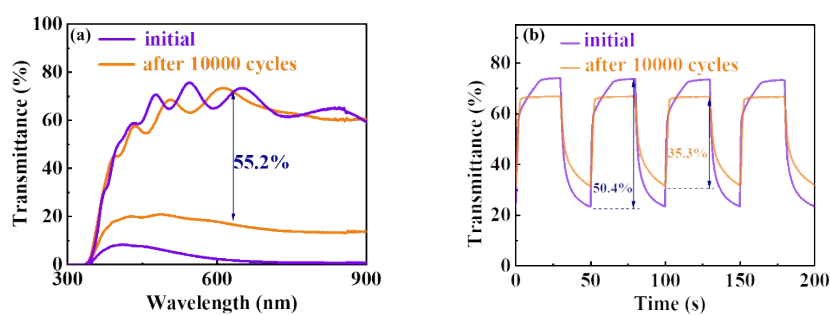 (a)
initial
after 10000 cycles
55.2%
Transmittance (%)
100
80
60
40
20
0
300
450
600
750
900
Wavelength (nm)
(b)
initial
after 10000 cycles
50.4%
35.3%
Transmittance (%)
80
60
40
20
0
0
50
100
150
200
Time (s)